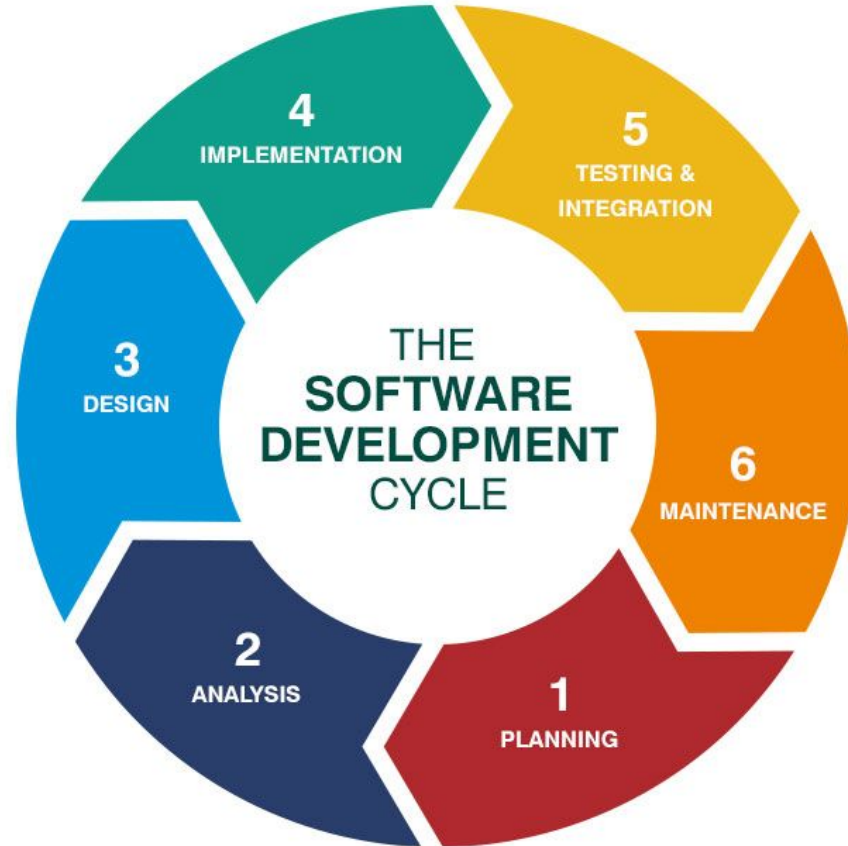 THE
SOFTWARE
DEVELOPMENT
CYCLE
1
PLANNING
2
ANALYSIS
3
DESIGN
4
IMPLEMENTATION
5
TESTING &
INTEGRATION
6
MAINTENANCE